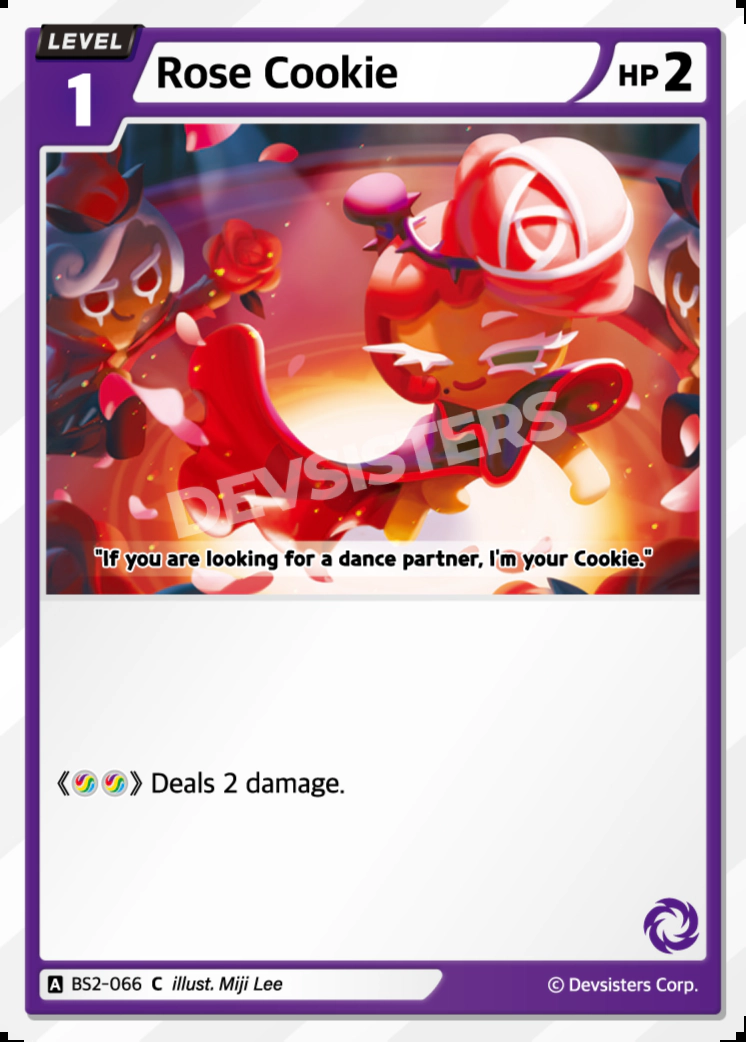 LEVEL
1
Rose Cookie
HP 2
DEVSISTERS
"If you are looking for a dance partner, I'm your Cookie."
《 》 Deals 2 damage.
A BS2-066 C illust. Miji Lee
© Devsisters Corp.